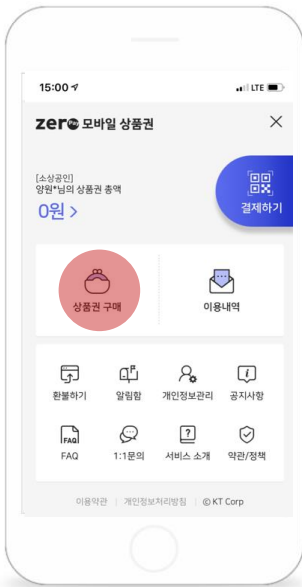 15:00 LTE
zero Pay 모바일 상품권
[소상공인]
양원*님의 상품권 총액
0원 >
결제하기
상품권 구매 이용내역
환불하기 알림함 개인정보관리 공지사항
FAQ
FAQ 1:1문의 서비스 소개 약관/정책
이용약관 | 개인정보처리방침 | © KT Corp